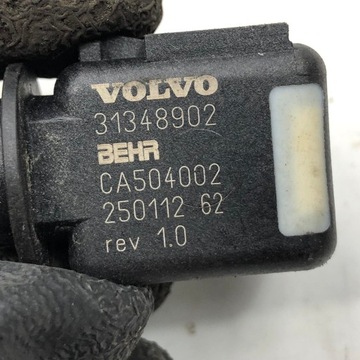 VOLVO
31348902
BEHR
CA504002
250112 62
rev 1.0